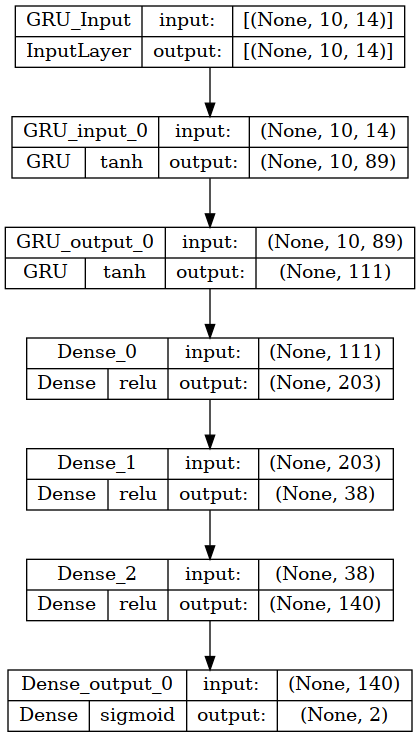 GRU_Input input: [(None, 10, 14)]
InputLayer output: [(None, 10, 14)]
GRU_input_0 input: (None, 10, 14)
GRU tanh output: (None, 10, 89)
GRU_output_0 input: (None, 10, 89)
GRU tanh output: (None, 111)
Dense_0 input: (None, 111)
Dense relu output: (None, 203)
Dense_1 input: (None, 203)
Dense relu output: (None, 38)
Dense_2 input: (None, 38)
Dense relu output: (None, 140)
Dense_output_0 input: (None, 140)
Dense sigmoid output: (None, 2)